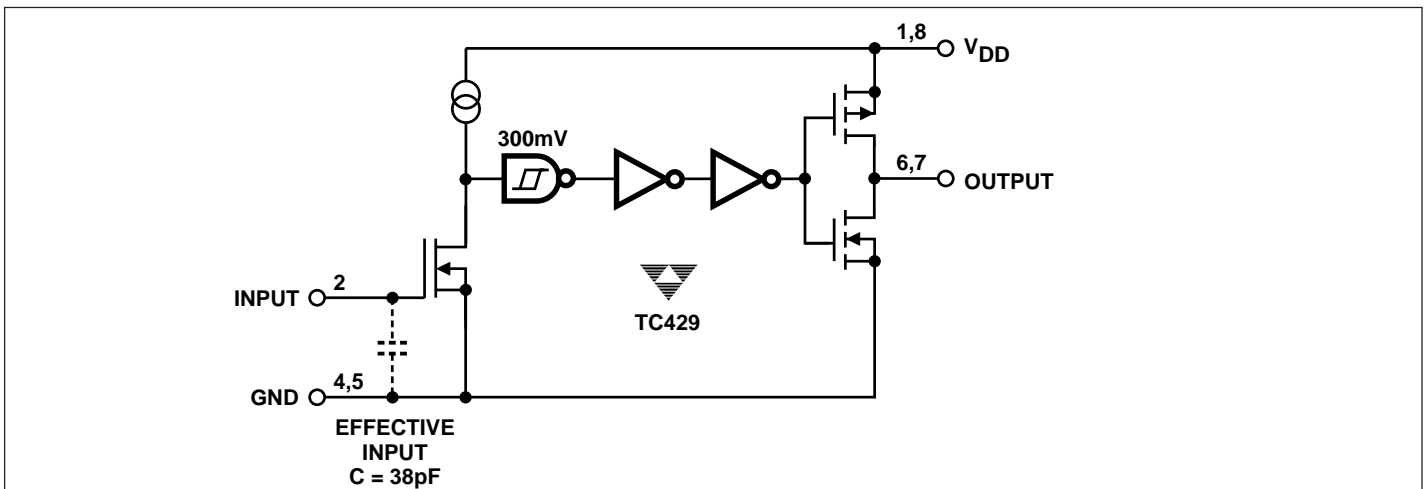 1,8
VDD
300mV
6,7
OUTPUT
2
INPUT
TC429
4,5
GND
EFFECTIVE
INPUT
C = 38pF